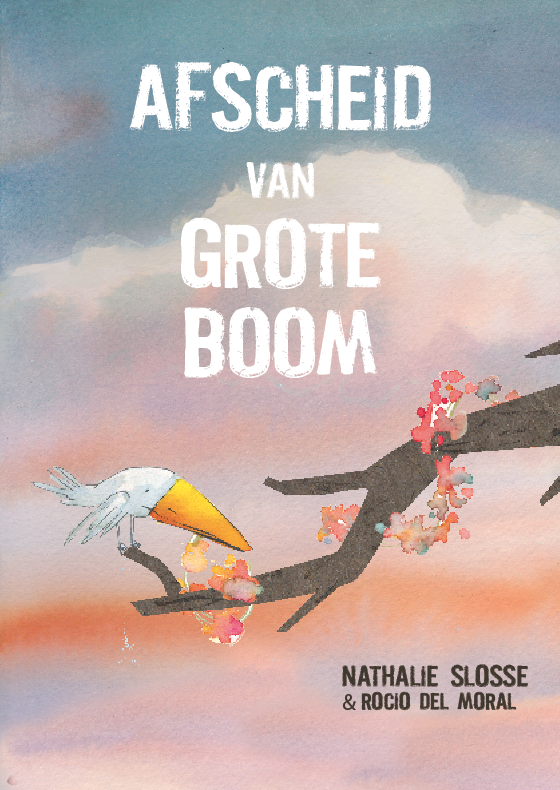 AFSCHEID
VAN
GROTE
BOOM
NATHALIE SLOSSE
& ROCIO DEL MORAL